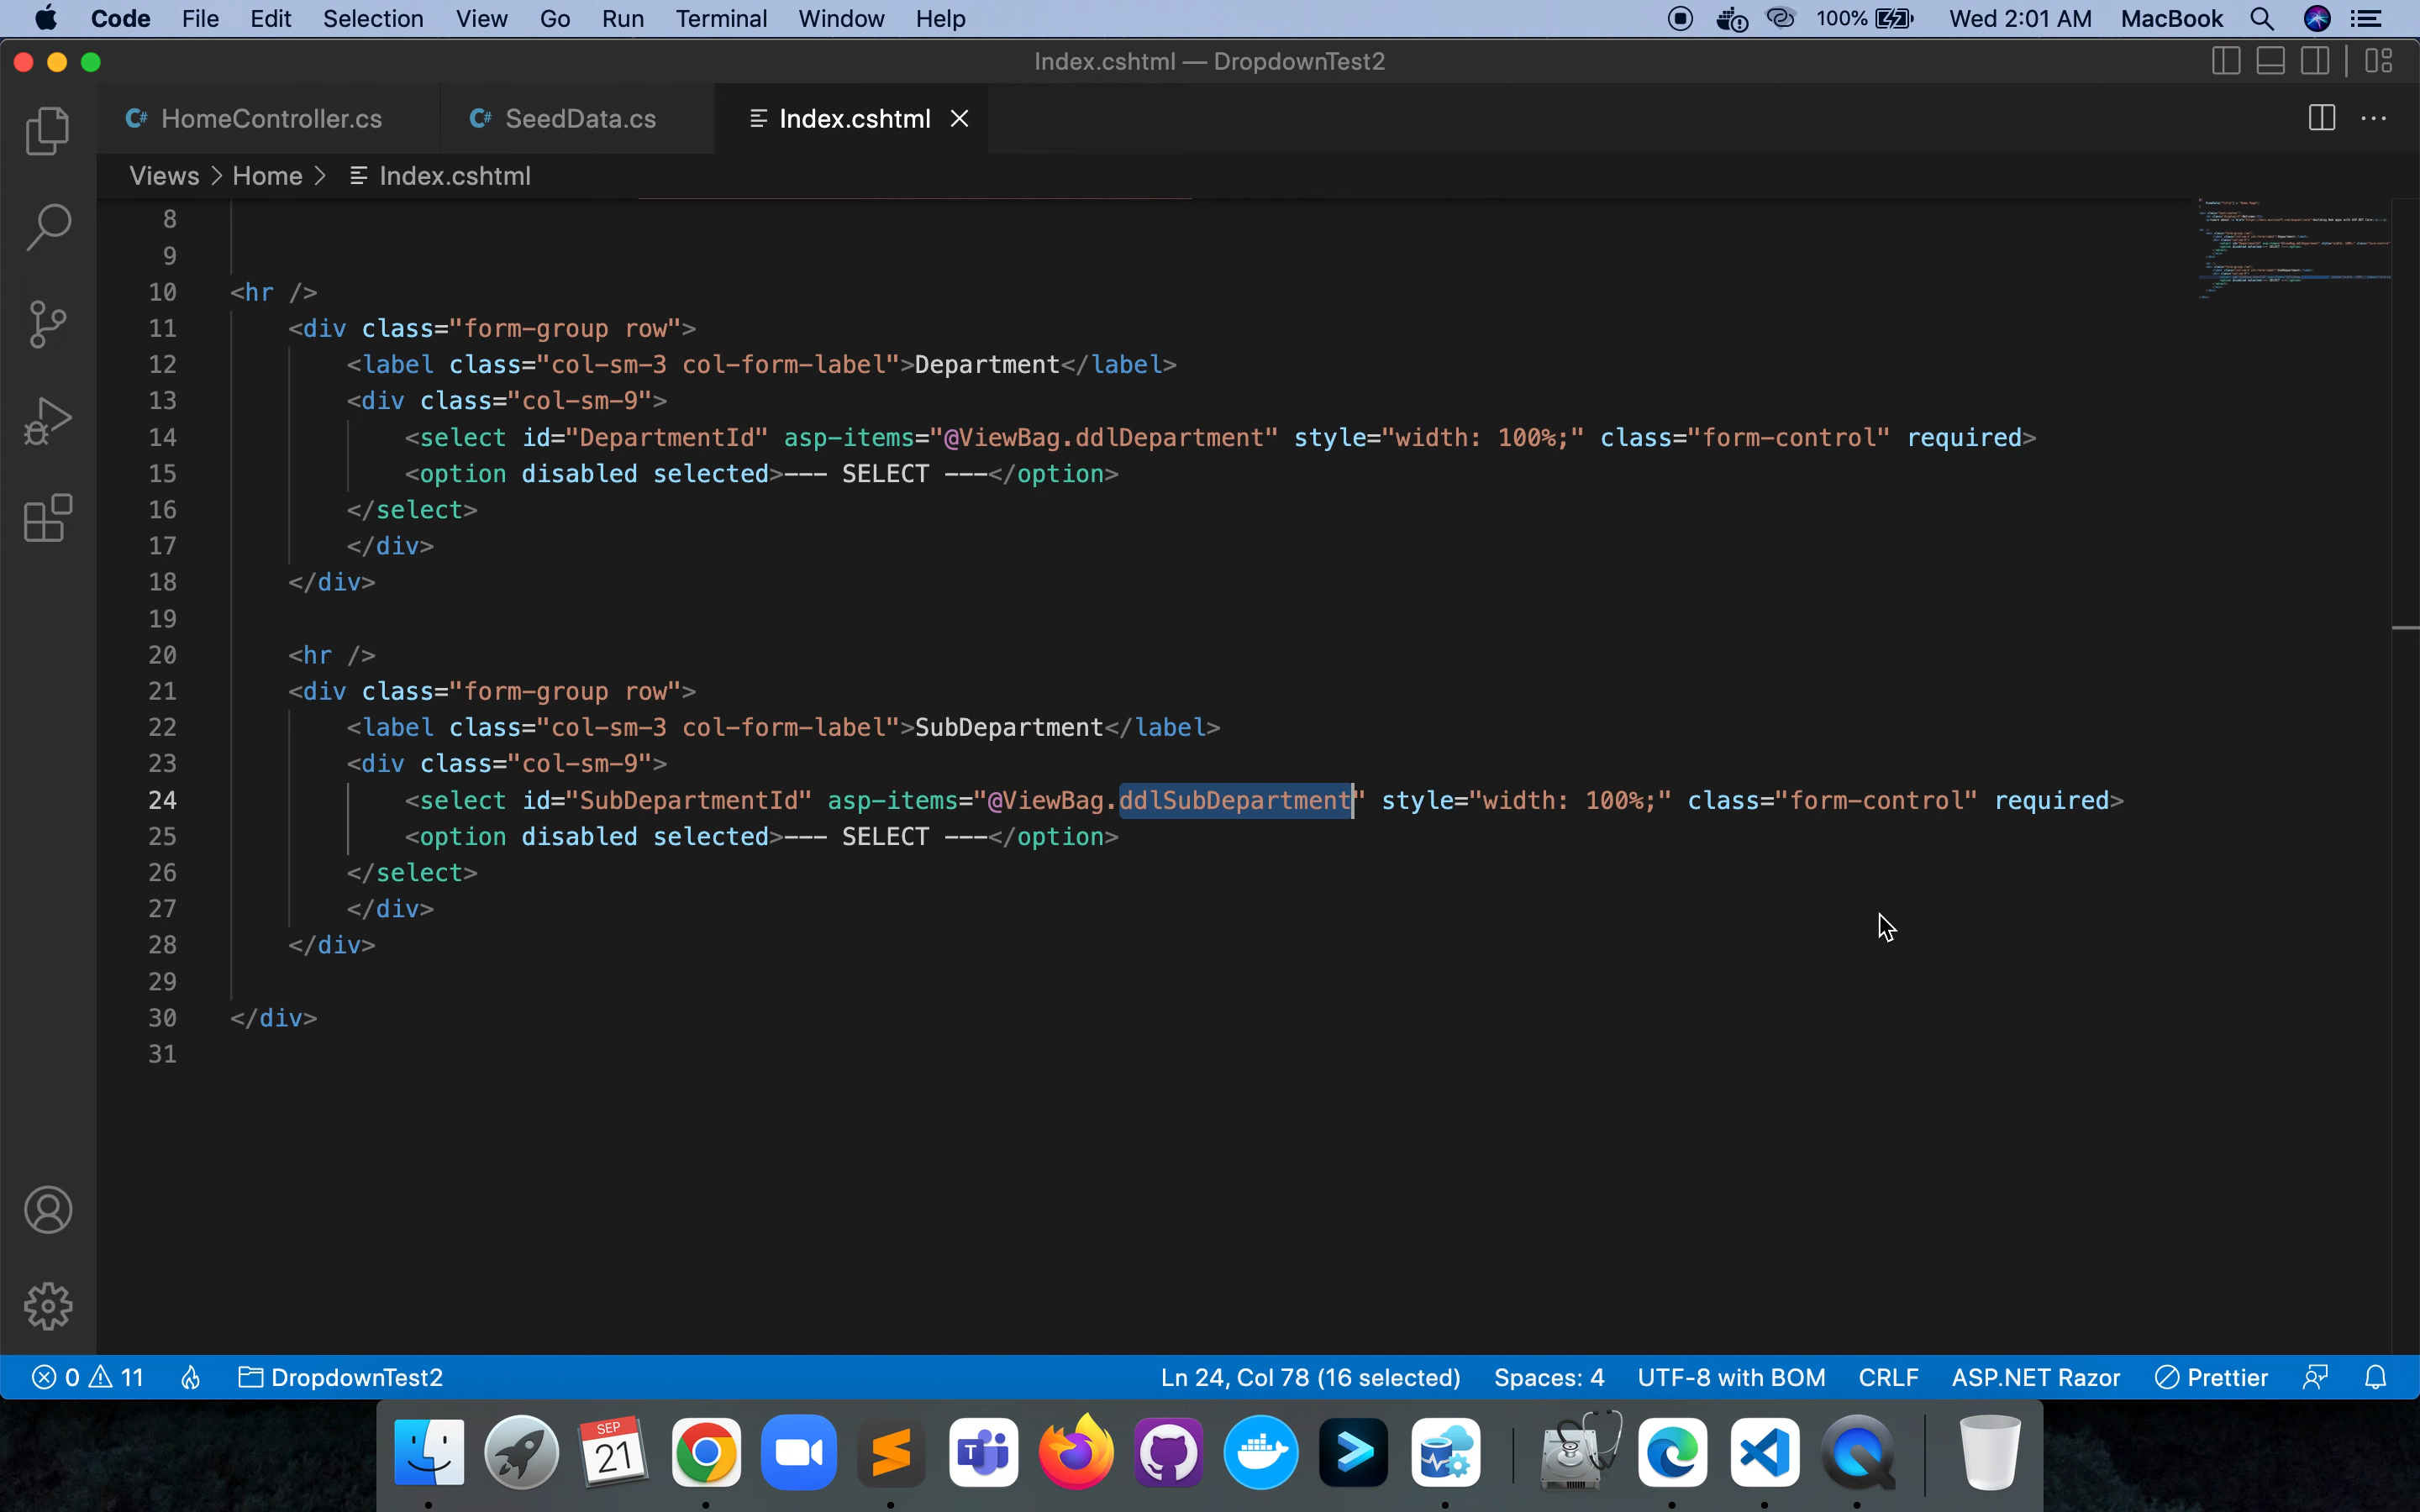 Code File Edit Selection View Go Run Terminal Window Help 100% Wed 2:01 AM MacBook
Index.cshtml — DropdownTest2
C# HomeController.cs C# SeedData.cs Index.cshtml
Views > Home > Index.cshtml
8
9
10 <hr />
11 <div class="form-group row">
12 <label class="col-sm-3 col-form-label">Department</label>
13 <div class="col-sm-9">
14 <select id="DepartmentId" asp-items="@ViewBag.ddlDepartment" style="width: 100%;" class="form-control" required>
15 <option disabled selected>--- SELECT ---</option>
16 </select>
17 </div>
18 </div>
19
20 <hr />
21 <div class="form-group row">
22 <label class="col-sm-3 col-form-label">SubDepartment</label>
23 <div class="col-sm-9">
24 <select id="SubDepartmentId" asp-items="@ViewBag.ddlSubDepartment" style="width: 100%;" class="form-control" required>
25 <option disabled selected>--- SELECT ---</option>
26 </select>
27 </div>
28 </div>
29
30 </div>
31
0 11 DropdownTest2 Ln 24, Col 78 (16 selected) Spaces: 4 UTF-8 with BOM CRLF ASP.NET Razor Prettier
SEP
21
T